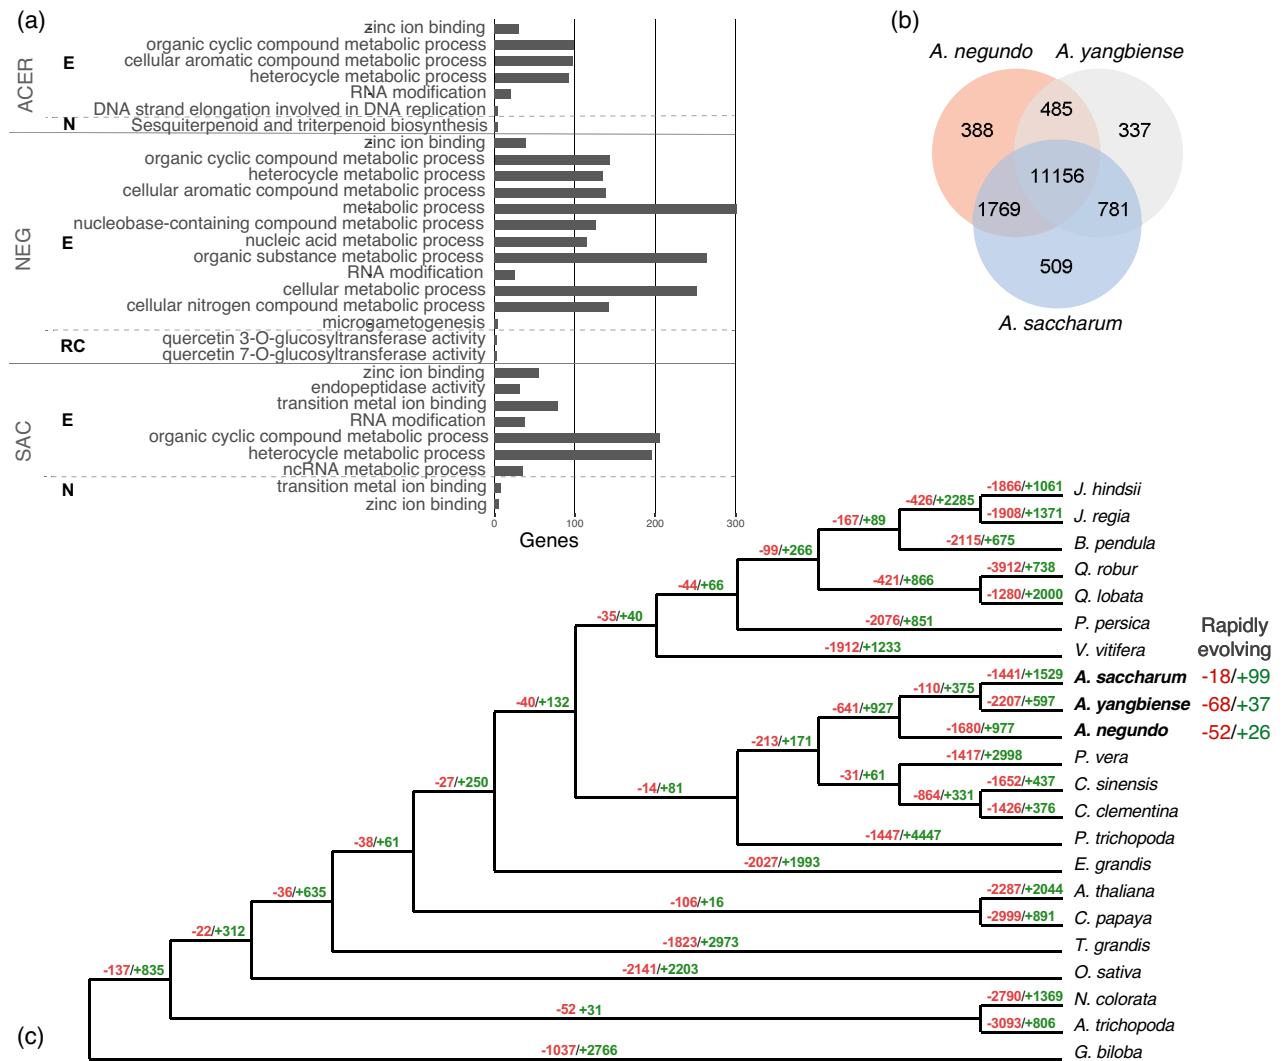 (a)
ACER
E
zinc ion binding
organic cyclic compound metabolic process
cellular aromatic compound metabolic process
heterocycle metabolic process
RNA modification
DNA strand elongation involved in DNA replication
N
Sesquiterpenoid and triterpenoid biosynthesis
NEG
E
zinc ion binding
organic cyclic compound metabolic process
heterocycle metabolic process
cellular aromatic compound metabolic process
metabolic process
nucleobase-containing compound metabolic process
nucleic acid metabolic process
organic substance metabolic process
RNA modification
cellular metabolic process
cellular nitrogen compound metabolic process
microgametogenesis
RC
quercetin 3-O-glucosyltransferase activity
quercetin 7-O-glucosyltransferase activity
SAC
E
zinc ion binding
endopeptidase activity
transition metal ion binding
RNA modification
organic cyclic compound metabolic process
heterocycle metabolic process
ncRNA metabolic process
N
transition metal ion binding
zinc ion binding
0 100 200 300
Genes
(b)
A. negundo A. yangbiense
388 485 337
11156
1769 781
509
A. saccharum
(c)
-1866/+1061 J. hindsii
-426/+2285
-1908/+1371 J. regia
-167/+89
-2115/+675 B. pendula
-99/+266
-3912/+738 Q. robur
-421/+866
-1280/+2000 Q. lobata
-44/+66
-2076/+851 P. persica
-35/+40
-1912/+1233 V. vitifera
Rapidly
evolving
-1441/+1529 A. saccharum -18/+99
-110/+375
-2207/+597 A. yangbiense -68/+37
-641/+927
-1680/+977 A. negundo -52/+26
-40/+132
-213/+171
-1417/+2998 P. vera
-31/+61
-1652/+437 C. sinensis
-864/+331
-1426/+376 C. clementina
-14/+81
-1447/+4447 P. trichopoda
-27/+250
-2027/+1993 E. grandis
-38/+61
-2287/+2044 A. thaliana
-106/+16
-2999/+891 C. papaya
-36/+635
-1823/+2973 T. grandis
-22/+312
-2141/+2203 O. sativa
-137/+835
-2790/+1369 N. colorata
-52 +31
-3093/+806 A. trichopoda
-1037/+2766 G. biloba